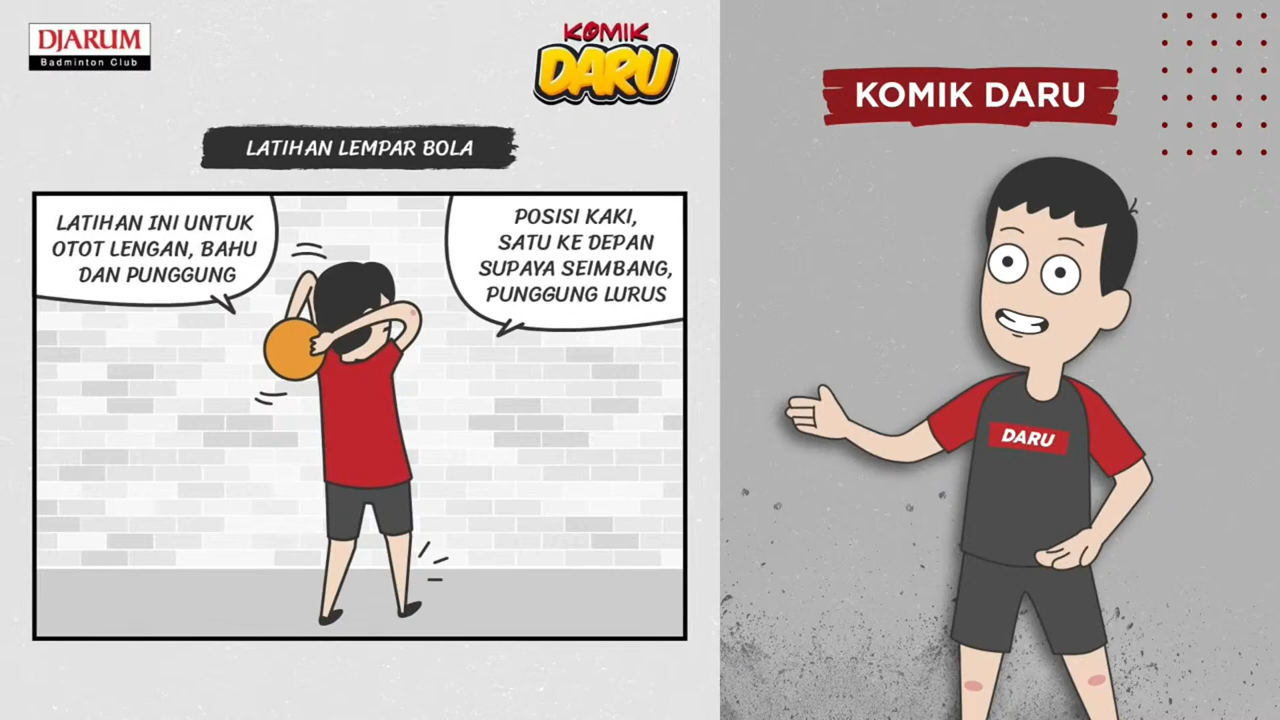 DJARUM
Badminton Club
KOMIK
DARU
LATIHAN LEMPAR BOLA
LATIHAN INI UNTUK
OTOT LENGAN, BAHU
DAN PUNGGUNG
POSISI KAKI,
SATU KE DEPAN
SUPAYA SEIMBANG,
PUNGGUNG LURUS
KOMIK DARU
DARU